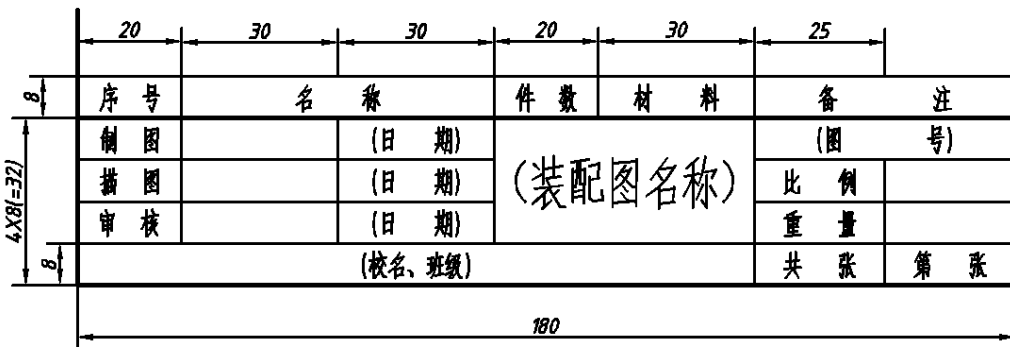 20 30 30 20 30 25
8 序号 名称 件数 材料 备注
制图 (日期) (装配图名称) (图号)
4X8(=32) 描图 (日期) 比例
审核 (日期) 重量
8 (校名、班级) 共张 第张
180